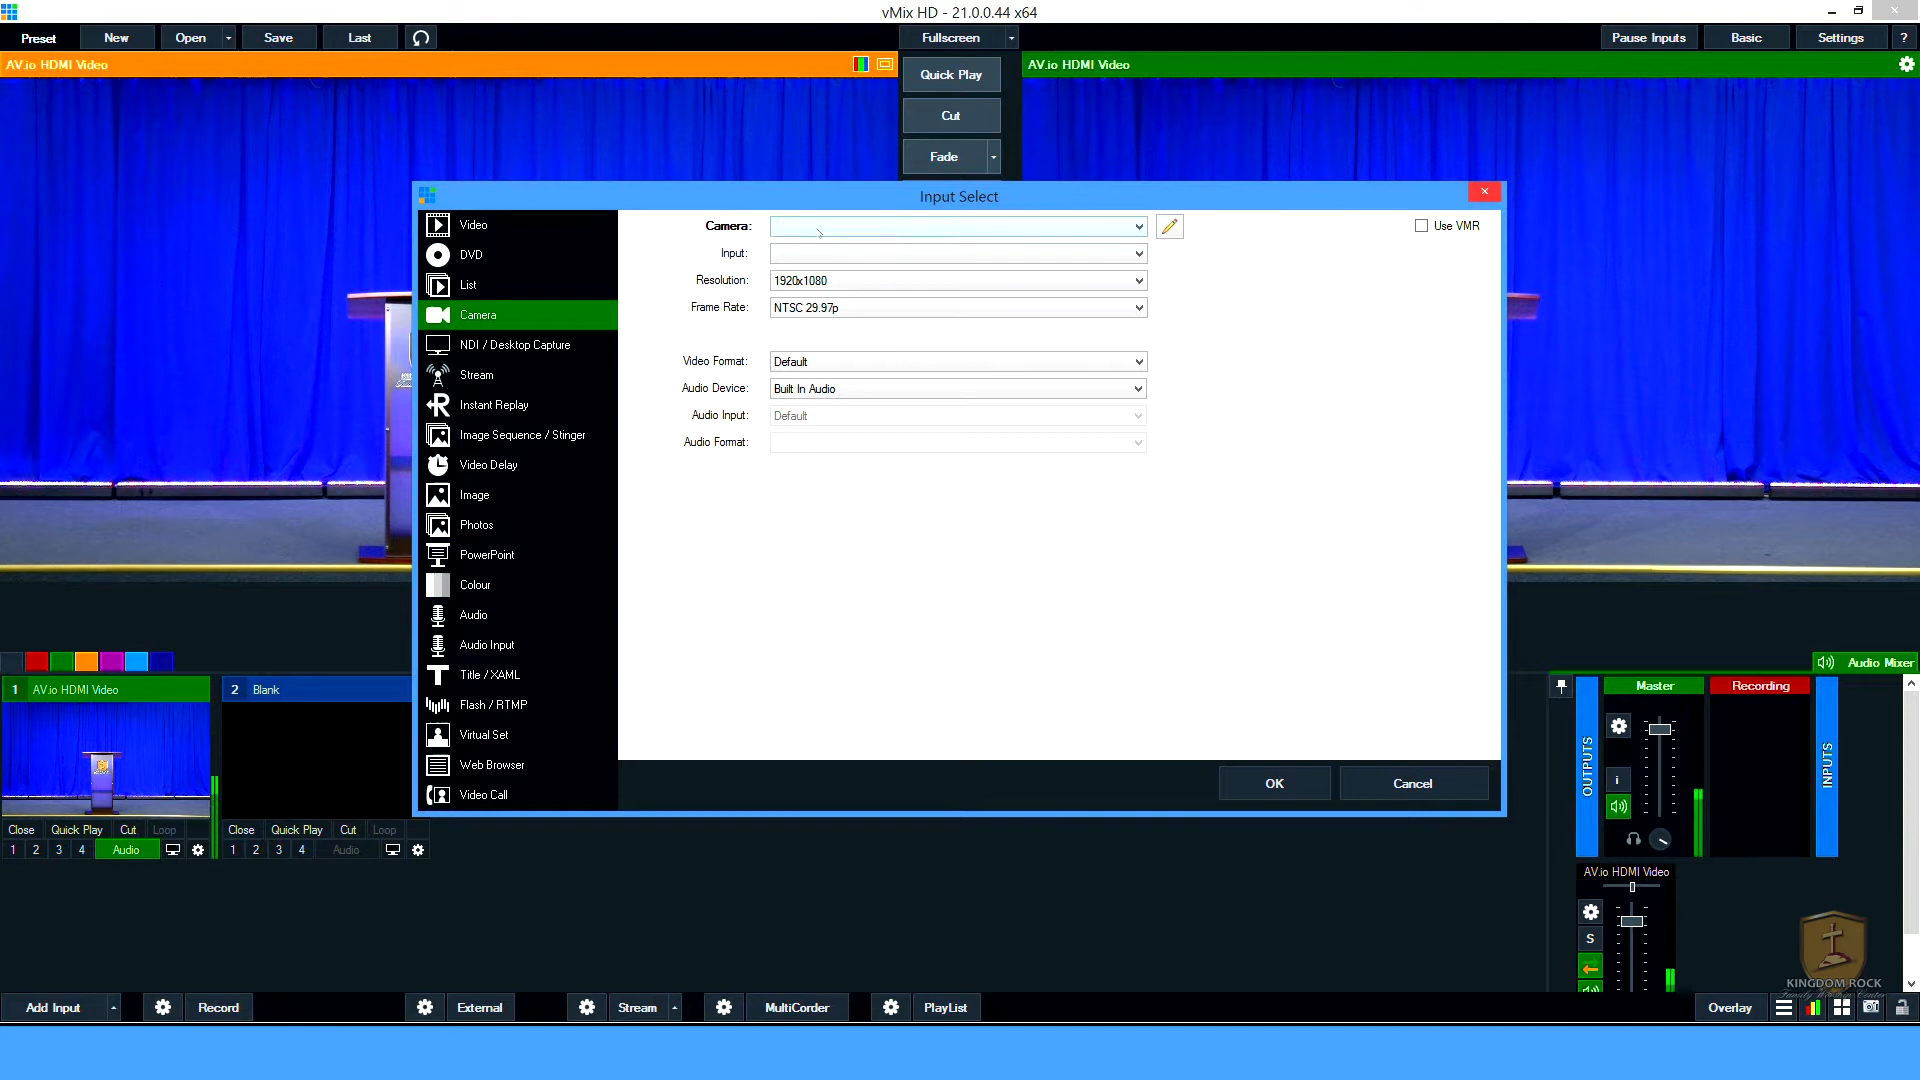 vMix HD - 21.0.0.44 x64
Preset
New
Open
Save
Last
Fullscreen
Pause Inputs
Basic
Settings
?
AV.io HDMI Video
AV.io HDMI Video
Quick Play
Cut
Fade
Input Select
Video
DVD
List
Camera
NDI / Desktop Capture
Stream
Instant Replay
Image Sequence / Stinger
Video Delay
Image
Photos
PowerPoint
Colour
Audio
Audio Input
Title / XAML
Flash / RTMP
Virtual Set
Web Browser
Video Call
Camera:
Use VMR
Input:
Resolution: 1920x1080
Frame Rate: NTSC 29.97p
Video Format: Default
Audio Device: Built In Audio
Audio Input: Default
Audio Format:
OK
Cancel
1 AV.io HDMI Video
2 Blank
Close Quick Play Cut Loop
1 2 3 4 Audio
Close Quick Play Cut Loop
1 2 3 4 Audio
Audio Mixer
OUTPUTS
Master
Recording
INPUTS
i
AV.io HDMI Video
S
KINGDOM ROCK
Family Worship Center
Add Input
Record
External
Stream
MultiCorder
PlayList
Overlay